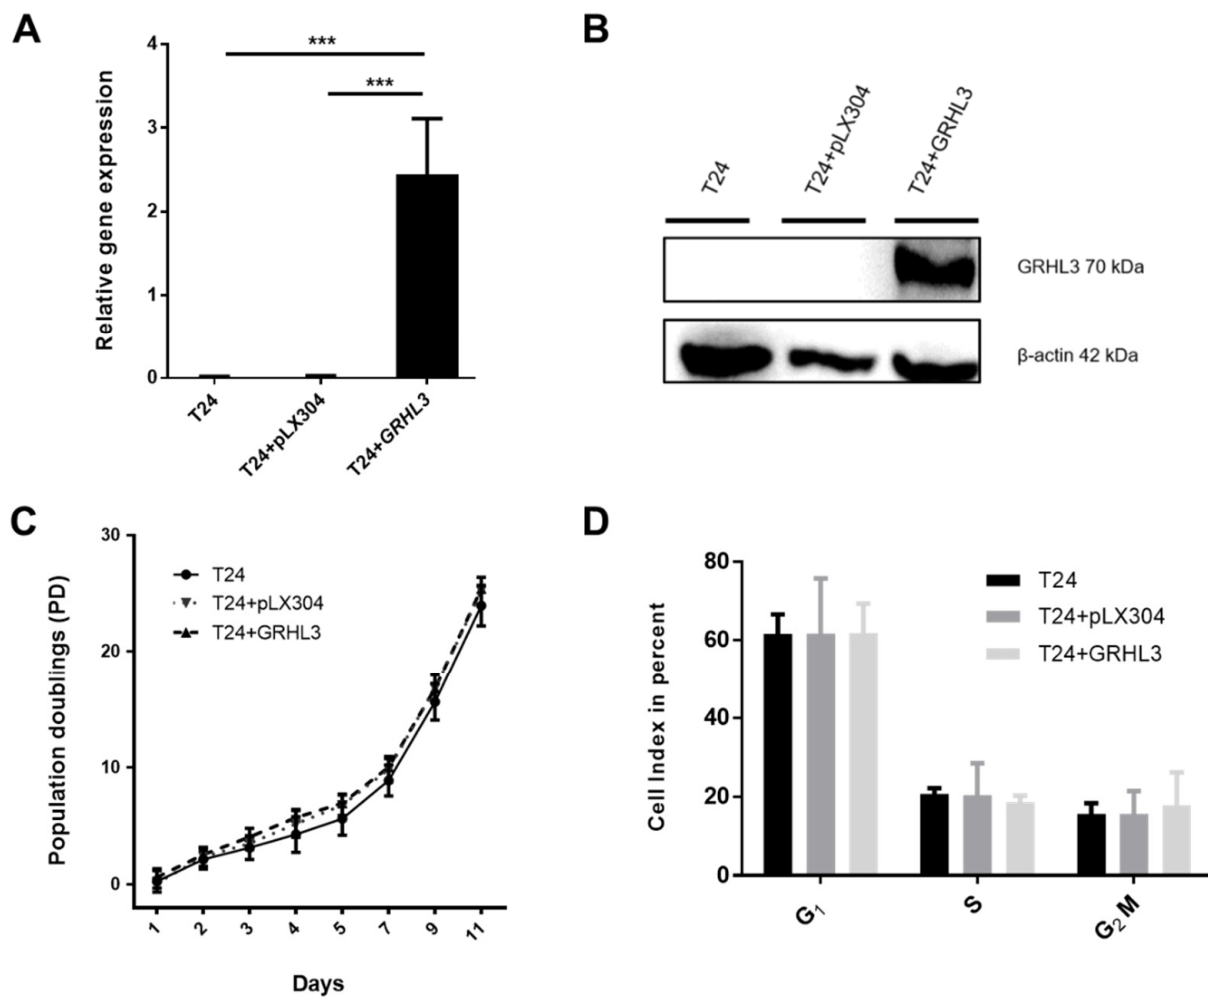 A
Relative gene expression
4
3
2
1
0
***
***
T24
T24+pLX304
T24+GRHL3
B
T24
T24+pLX304
T24+GRHL3
GRHL3 70 kDa
β-actin 42 kDa
C
Population doublings (PD)
30
20
10
0
T24
T24+pLX304
T24+GRHL3
1 2 3 4 5 7 9 11
Days
D
Cell Index in percent
80
60
40
20
0
T24
T24+pLX304
T24+GRHL3
G₁ S G₂ M